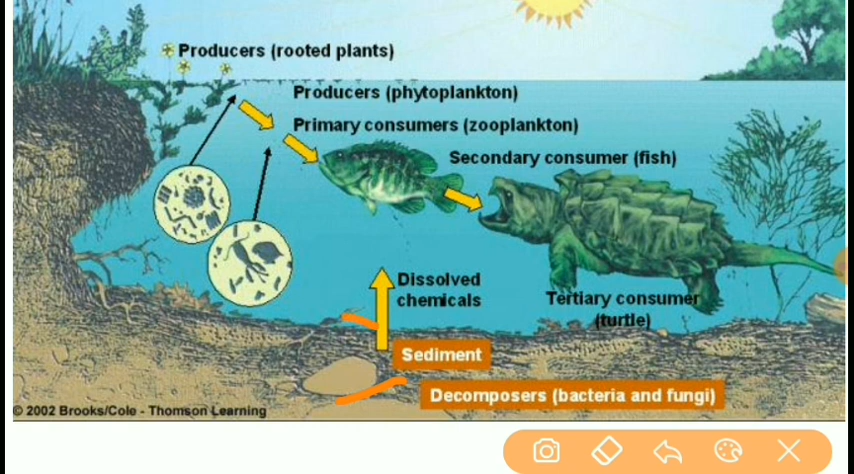 Producers (rooted plants)
Producers (phytoplankton)
Primary consumers (zooplankton)
Secondary consumer (fish)
Dissolved
chemicals
Tertiary consumer
(turtle)
Sediment
Decomposers (bacteria and fungi)
© 2002 Brooks/Cole - Thomson Learning